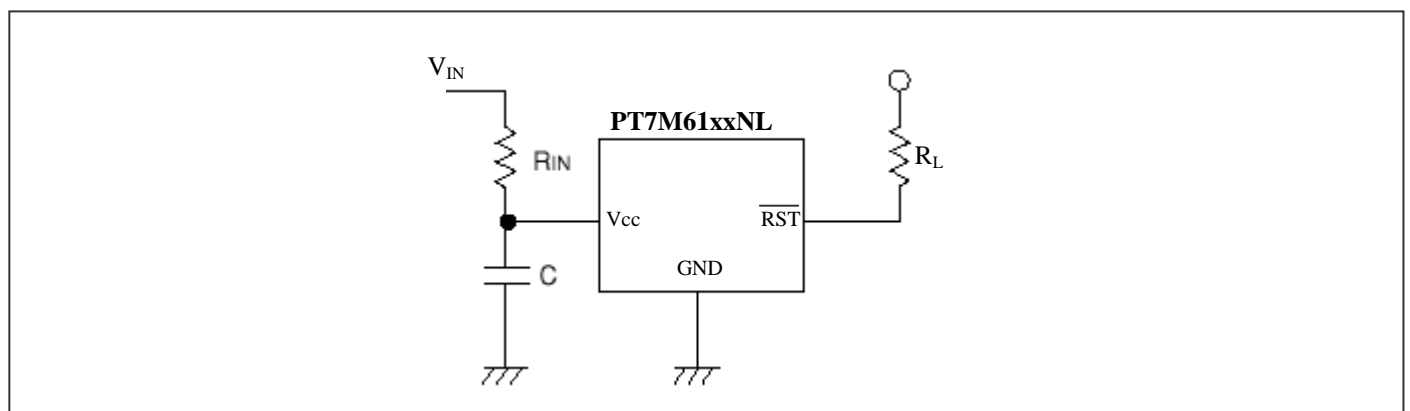 V_IN
PT7M61xxNL
RIN
R_L
Vcc
RST
GND
C